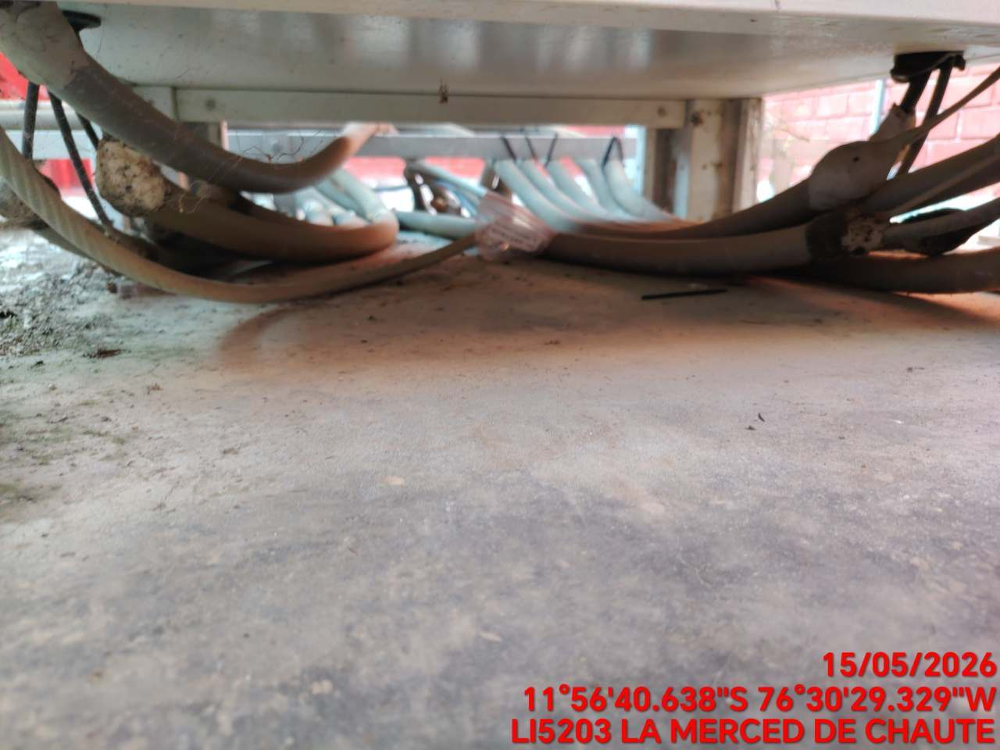 15/05/2026
11°56'40.638"S 76°30'29.329"W
LI5203 LA MERCED DE CHAUTE